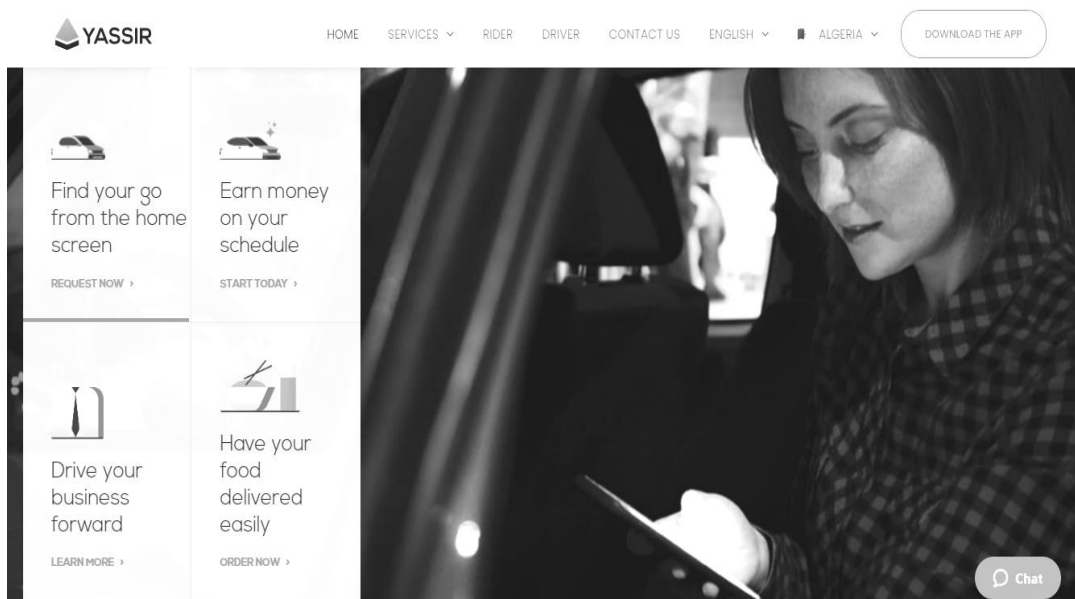 YASSIR
HOME
SERVICES
RIDER
DRIVER
CONTACT US
ENGLISH
ALGERIA
DOWNLOAD THE APP
Find your go
from the home
screen
REQUEST NOW ›
Earn money
on your
schedule
START TODAY ›
Drive your
business
forward
LEARN MORE ›
Have your
food
delivered
easily
ORDER NOW ›
Chat